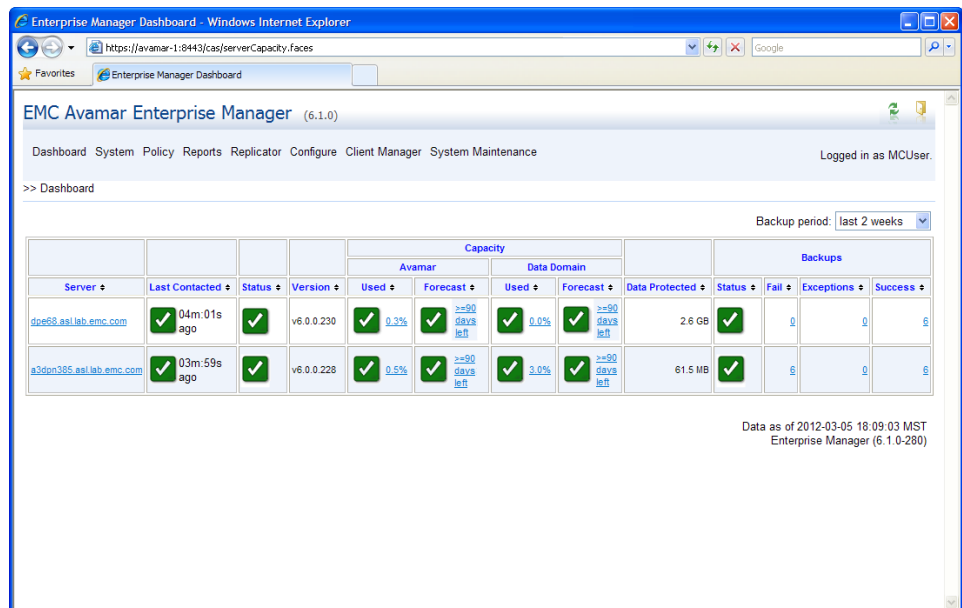 Enterprise Manager Dashboard - Windows Internet Explorer
https://avamar-1:8443/cas/serverCapacity.faces
Google
Favorites
Enterprise Manager Dashboard
EMC Avamar Enterprise Manager (6.1.0)
Dashboard System Policy Reports Replicator Configure Client Manager System Maintenance
Logged in as MCUser.
>> Dashboard
Backup period: last 2 weeks
Capacity
Backups
Avamar Data Domain
Server Last Contacted Status Version Used Forecast Used Forecast Data Protected Status Fail Exceptions Success
dpe68.asl.lab.emc.com 04m:01s ago v6.0.0.230 0.3% >=90 days left 0.0% >=90 days left 2.6 GB 0 0 6
a3dpn385.asl.lab.emc.com 03m:59s ago v6.0.0.228 0.5% >=90 days left 3.0% >=90 days left 61.5 MB 6 0 6
Data as of 2012-03-05 18:09:03 MST
Enterprise Manager (6.1.0-280)